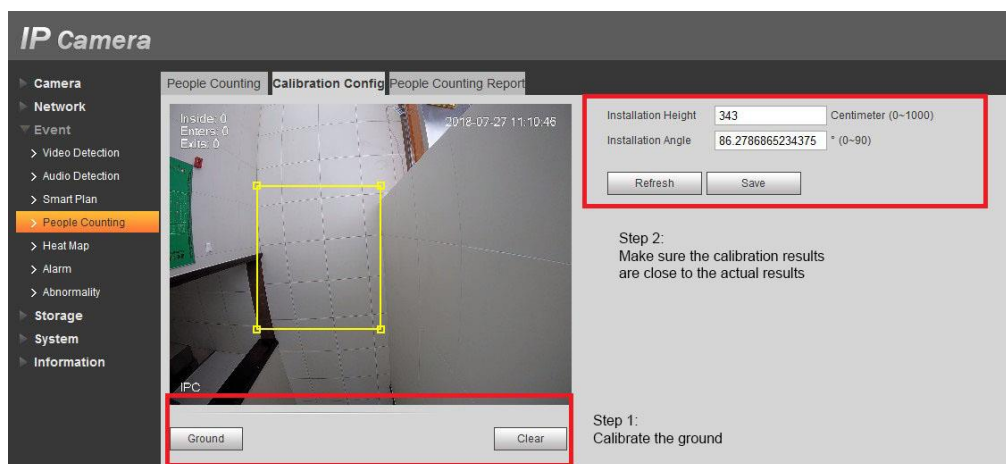 IP Camera
Camera
Network
Event
Video Detection
Audio Detection
Smart Plan
People Counting
Heat Map
Alarm
Abnormality
Storage
System
Information
People Counting
Calibration Config
People Counting Report
Inside: 0
Enters: 0
Exits: 0
2018-07-27 11:10:46
IPC
Ground
Clear
Installation Height 343 Centimeter (0~1000)
Installation Angle 86.2786865234375 ° (0~90)
Refresh Save
Step 2:
Make sure the calibration results
are close to the actual results
Step 1:
Calibrate the ground